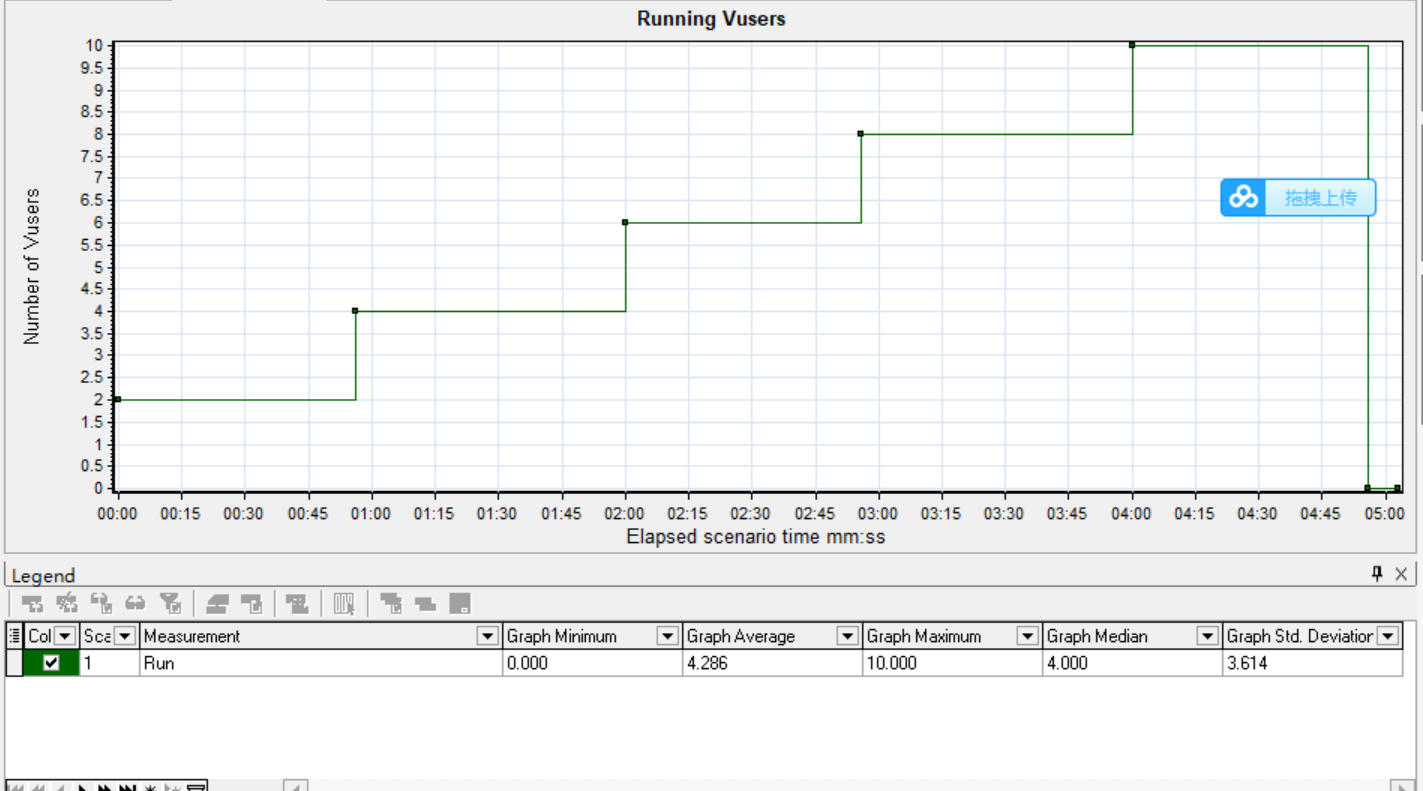 Running Vusers
10
9.5
9
8.5
8
7.5
7
6.5
6
5.5
5
4.5
4
3.5
3
2.5
2
1.5
1
0.5
0
Number of Vusers
拖拽上传
00:00 00:15 00:30 00:45 01:00 01:15 01:30 01:45 02:00 02:15 02:30 02:45 03:00 03:15 03:30 03:45 04:00 04:15 04:30 04:45 05:00
Elapsed scenario time mm:ss
Legend
Col Sca Measurement Graph Minimum Graph Average Graph Maximum Graph Median Graph Std. Deviation
1 Run 0.000 4.286 10.000 4.000 3.614